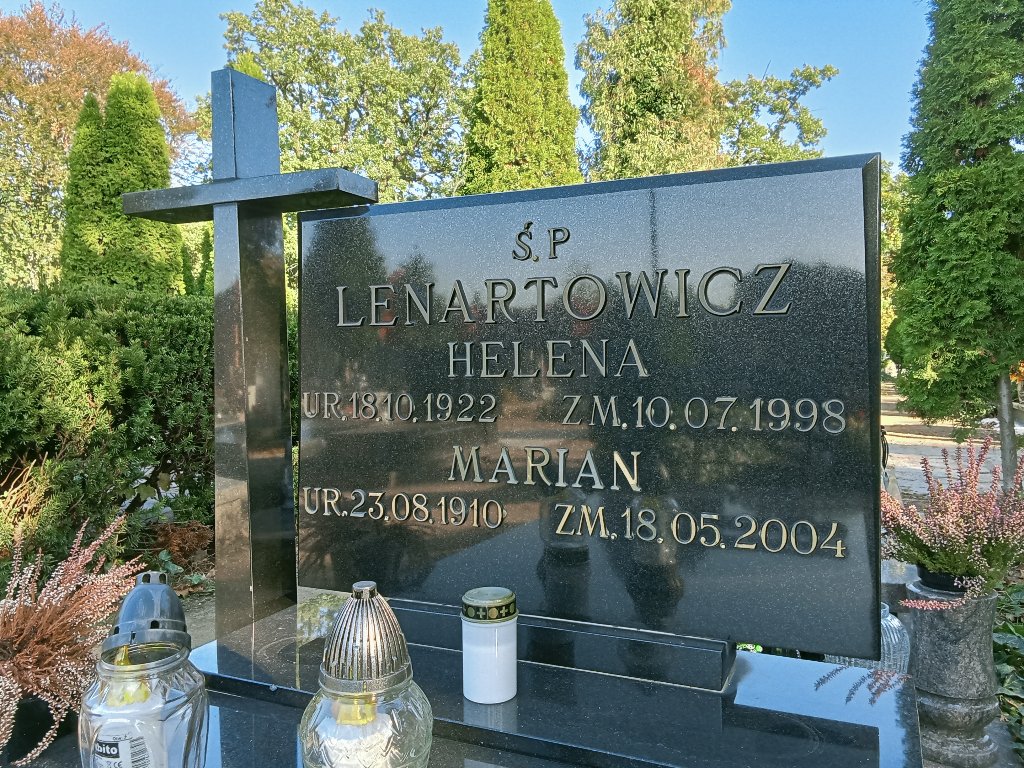 Ś.P
LENARTOWICZ
HELENA
UR.18.10.1922 ZM.10.07.1998
MARIAN
UR.23.08.1910 ZM.18.05.2004
bito